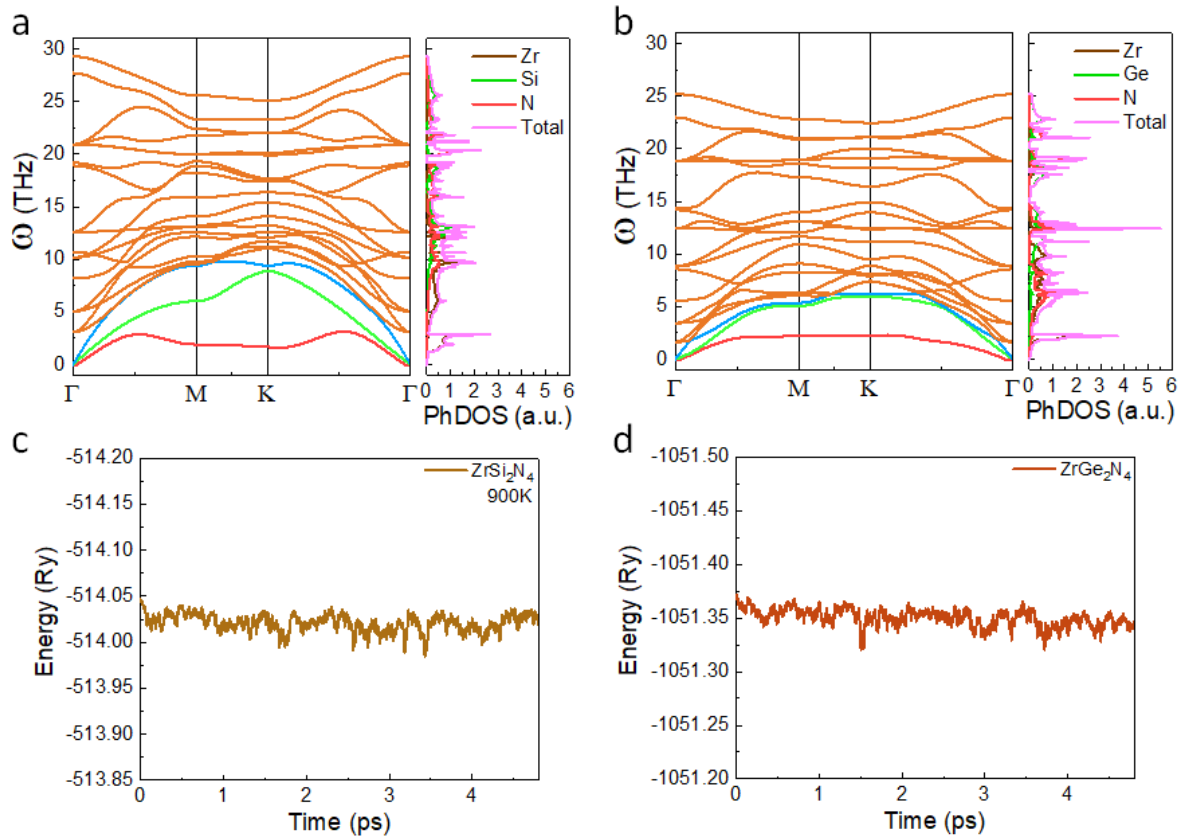 a
30
25
20
15
10
5
0
ω (THz)
Γ M K Γ
Zr
Si
N
Total
0 1 2 3 4 5 6
PhDOS (a.u.)
b
30
25
20
15
10
5
0
ω (THz)
Γ M K Γ
Zr
Ge
N
Total
0 1 2 3 4 5 6
PhDOS (a.u.)
c
-514.20
-514.15
-514.10
-514.05
-514.00
-513.95
-513.90
-513.85
Energy (Ry)
ZrSi₂N₄
900K
0 1 2 3 4
Time (ps)
d
-1051.50
-1051.45
-1051.40
-1051.35
-1051.30
-1051.25
-1051.20
Energy (Ry)
ZrGe₂N₄
0 1 2 3 4
Time (ps)